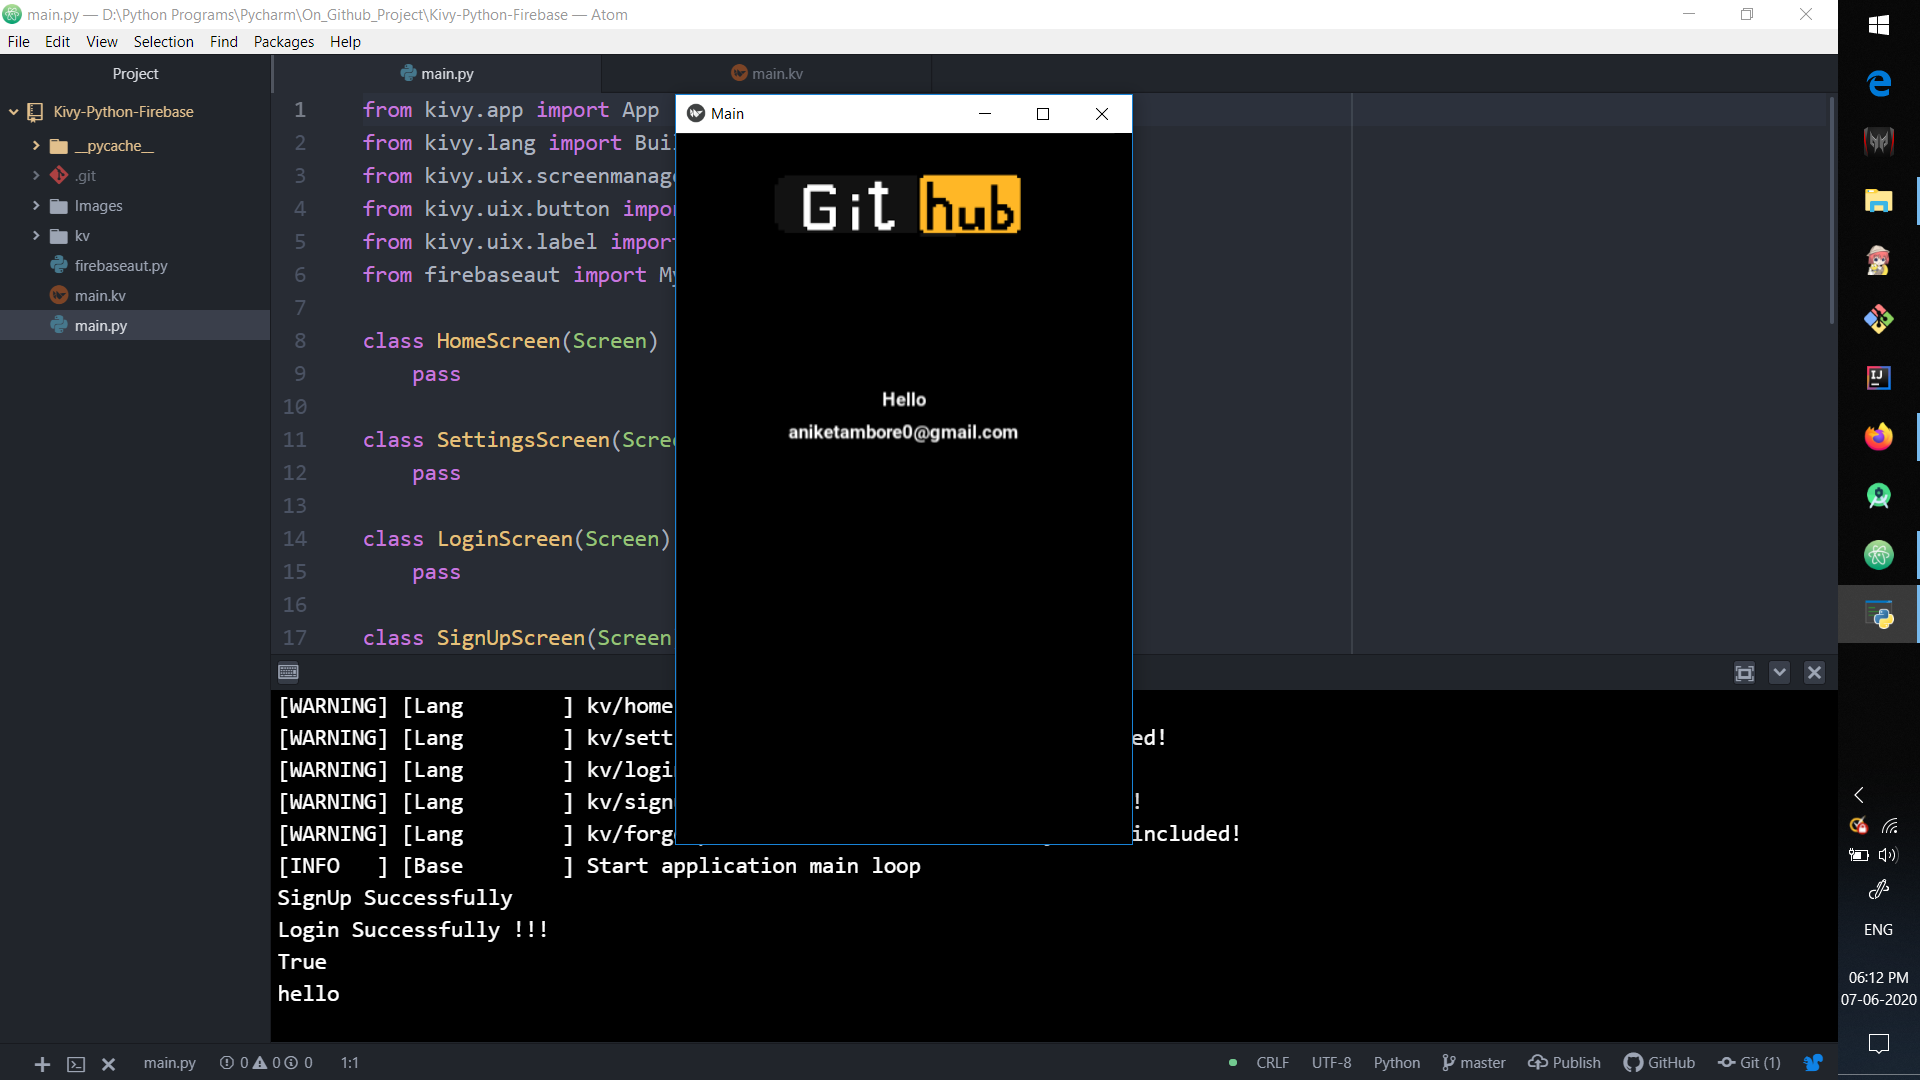 main.py — D:\Python Programs\Pycharm\On_Github_Project\Kivy-Python-Firebase — Atom
File Edit View Selection Find Packages Help
Project
Kivy-Python-Firebase
__pycache__
.git
Images
kv
firebaseaut.py
main.kv
main.py
main.py main.kv
1 from kivy.app import App
2 from kivy.lang import Bui
3 from kivy.uix.screenmanage
4 from kivy.uix.button impor
5 from kivy.uix.label import
6 from firebaseaut import My
7
8 class HomeScreen(Screen)
9 pass
10
11 class SettingsScreen(Scree
12 pass
13
14 class LoginScreen(Screen)
15 pass
16
17 class SignUpScreen(Screen
Main
Git hub
Hello
aniketambore0@gmail.com
[WARNING] [Lang ] kv/home
[WARNING] [Lang ] kv/sett ed!
[WARNING] [Lang ] kv/logi
[WARNING] [Lang ] kv/sign !
[WARNING] [Lang ] kv/forg included!
[INFO ] [Base ] Start application main loop
SignUp Successfully
Login Successfully !!!
True
hello
main.py 0 0 0 1:1
CRLF UTF-8 Python master Publish GitHub Git (1)
IJ
ENG
06:12 PM
07-06-2020